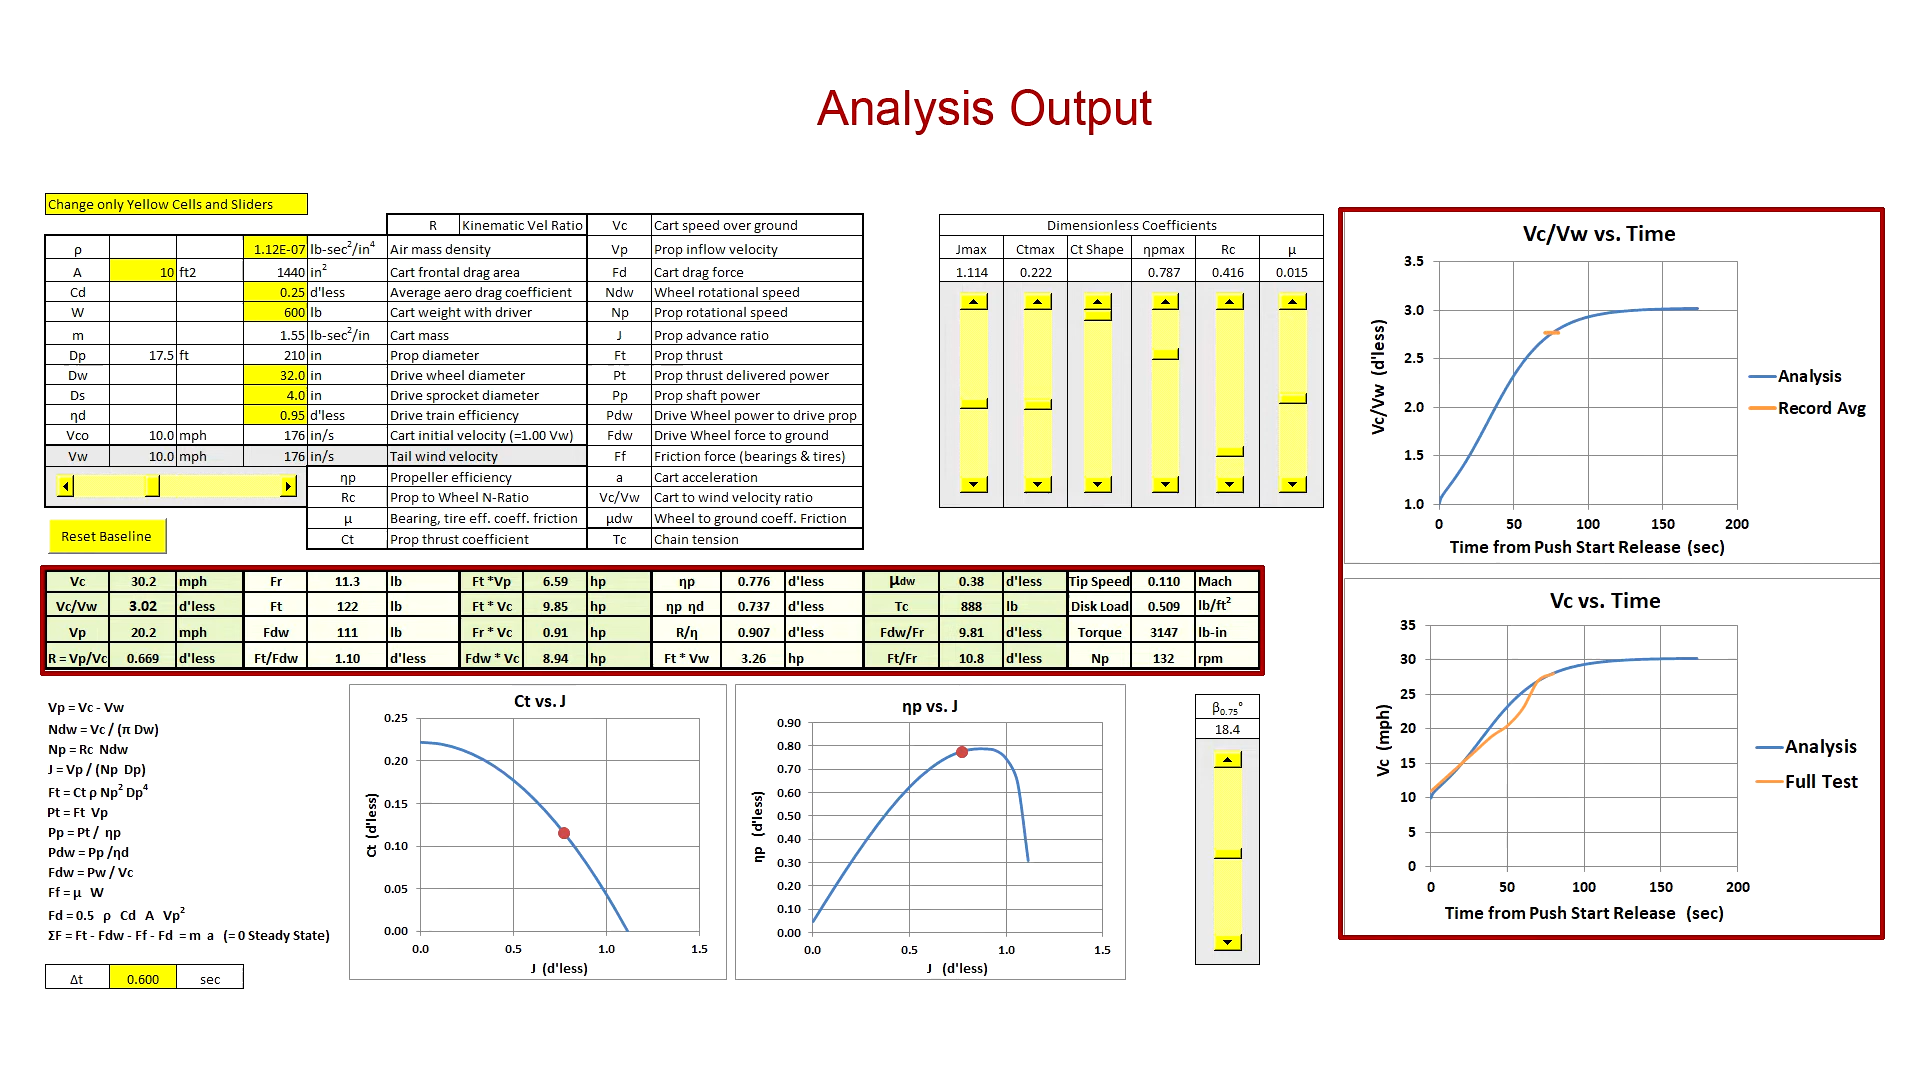 Analysis Output
Change only Yellow Cells and Sliders
R Kinematic Vel Ratio Vc Cart speed over ground
ρ 1.12E-07 lb-sec²/in⁴ Air mass density Vp Prop inflow velocity
A 10 ft2 1440 in² Cart frontal drag area Fd Cart drag force
Cd 0.25 d'less Average aero drag coefficient Ndw Wheel rotational speed
W 600 lb Cart weight with driver Np Prop rotational speed
m 1.55 lb-sec²/in Cart mass J Prop advance ratio
Dp 17.5 ft 210 in Prop diameter Ft Prop thrust
Dw 32.0 in Drive wheel diameter Pt Prop thrust delivered power
Ds 4.0 in Drive sprocket diameter Pp Prop shaft power
ηd 0.95 d'less Drive train efficiency Pdw Drive Wheel power to drive prop
Vco 10.0 mph 176 in/s Cart initial velocity (=1.00 Vw) Fdw Drive Wheel force to ground
Vw 10.0 mph 176 in/s Tail wind velocity Ff Friction force (bearings & tires)
ηp Propeller efficiency a Cart acceleration
Rc Prop to Wheel N-Ratio Vc/Vw Cart to wind velocity ratio
μ Bearing, tire eff. coeff. friction μdw Wheel to ground coeff. Friction
Ct Prop thrust coefficient Tc Chain tension
Reset Baseline
Dimensionless Coefficients
Jmax Ctmax Ct Shape ηpmax Rc μ
1.114 0.222 0.787 0.416 0.015
Vc/Vw vs. Time
3.5
3.0
2.5
2.0
1.5
1.0
Vc/Vw (d'less)
0 50 100 150 200
Time from Push Start Release (sec)
Analysis
Record Avg
Vc 30.2 mph Fr 11.3 lb Ft *Vp 6.59 hp ηp 0.776 d'less μdw 0.38 d'less Tip Speed 0.110 Mach
Vc/Vw 3.02 d'less Ft 122 lb Ft * Vc 9.85 hp ηp ηd 0.737 d'less Tc 888 lb Disk Load 0.509 lb/ft²
Vp 20.2 mph Fdw 111 lb Fr * Vc 0.91 hp R/η 0.907 d'less Fdw/Fr 9.81 d'less Torque 3147 lb-in
R = Vp/Vc 0.669 d'less Ft/Fdw 1.10 d'less Fdw * Vc 8.94 hp Ft * Vw 3.26 hp Ft/Fr 10.8 d'less Np 132 rpm
Vp = Vc - Vw
Ndw = Vc / (π Dw)
Np = Rc Ndw
J = Vp / (Np Dp)
Ft = Ct ρ Np² Dp⁴
Pt = Ft Vp
Pp = Pt / ηp
Pdw = Pp /ηd
Fdw = Pw / Vc
Ff = μ W
Fd = 0.5 ρ Cd A Vp²
ΣF = Ft - Fdw - Ff - Fd = m a (= 0 Steady State)
Δt 0.600 sec
Ct vs. J
0.25
0.20
0.15
0.10
0.05
0.00
Ct (d'less)
0.0 0.5 1.0 1.5
J (d'less)
ηp vs. J
0.90
0.80
0.70
0.60
0.50
0.40
0.30
0.20
0.10
0.00
ηp (d'less)
0.0 0.5 1.0 1.5
J (d'less)
β0.75°
18.4
Vc vs. Time
35
30
25
20
15
10
5
0
Vc (mph)
0 50 100 150 200
Time from Push Start Release (sec)
Analysis
Full Test